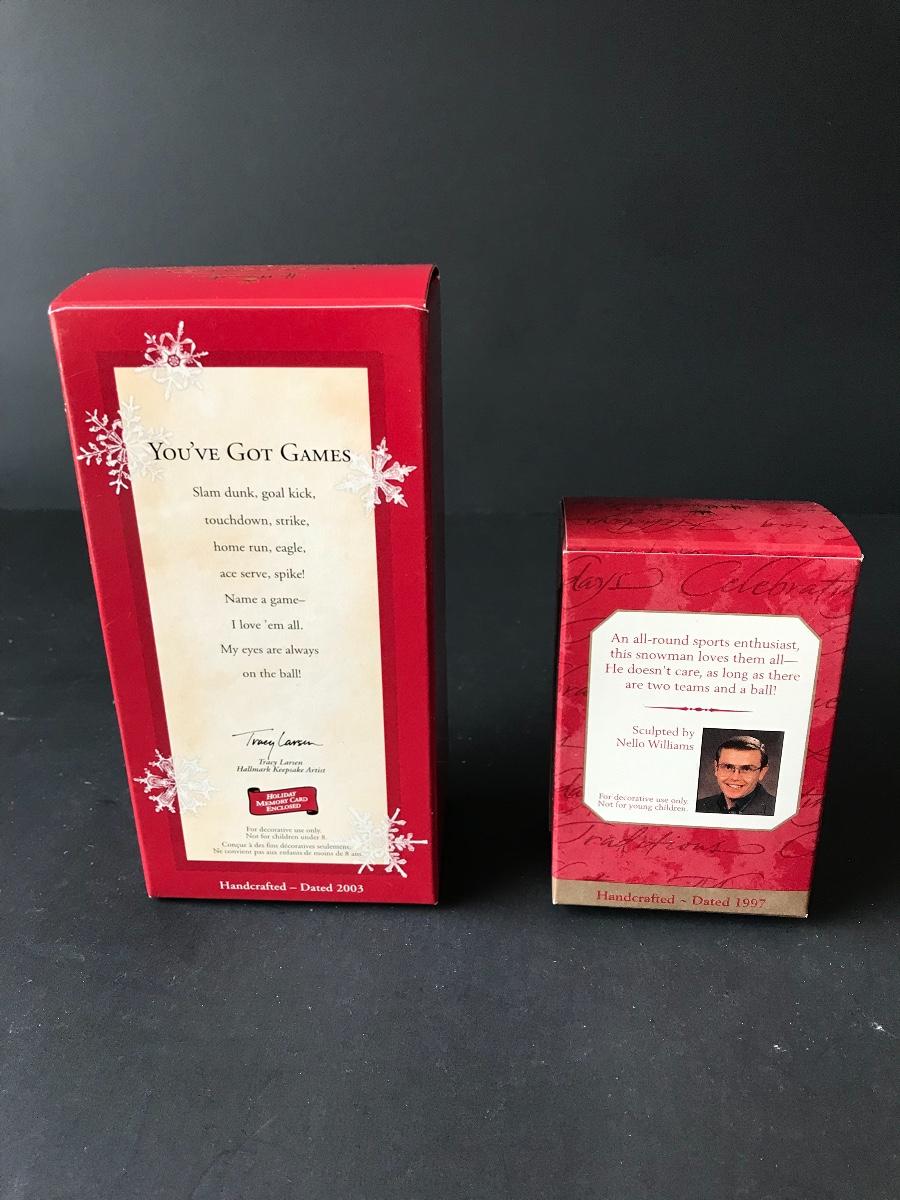 YOU'VE GOT GAMES
Slam dunk, goal kick,
touchdown, strike,
home run, eagle,
ace serve, spike!
Name a game–
I love 'em all.
My eyes are always
on the ball!
Tracy Larsen
Tracy Larsen
Hallmark Keepsake Artist
HOLIDAY
MEMORY CARD
ENCLOSED
For decorative use only.
Not for children under 8.
Conçue à des fins décoratives seulement.
Ne convient pas aux enfants de moins de 8 ans.
Handcrafted – Dated 2003
Holidays
days Celebrat
An all-round sports enthusiast,
this snowman loves them all—
He doesn't care, as long as there
are two teams and a ball!
Sculpted by
Nello Williams
For decorative use only.
Not for young children.
Traditions
Handcrafted ~ Dated 1997